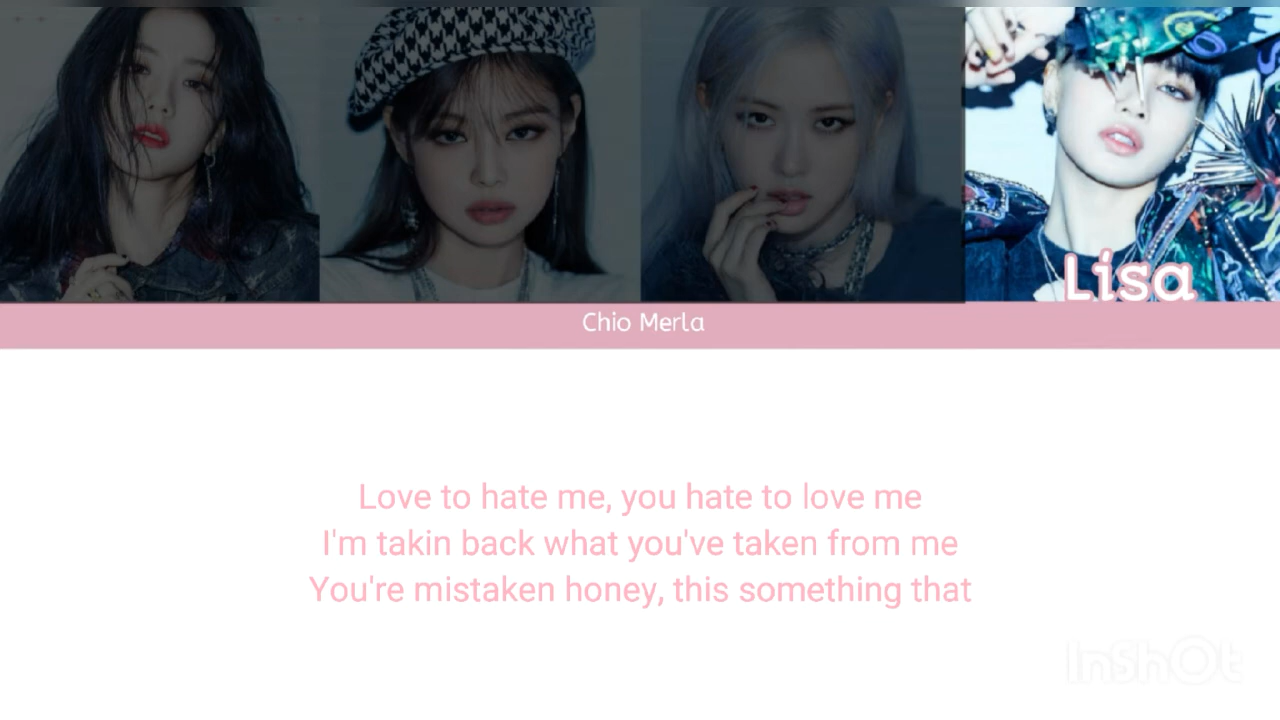 Lisa
Chio Merla
Love to hate me, you hate to love me
I'm takin back what you've taken from me
You're mistaken honey, this something that
InShOt